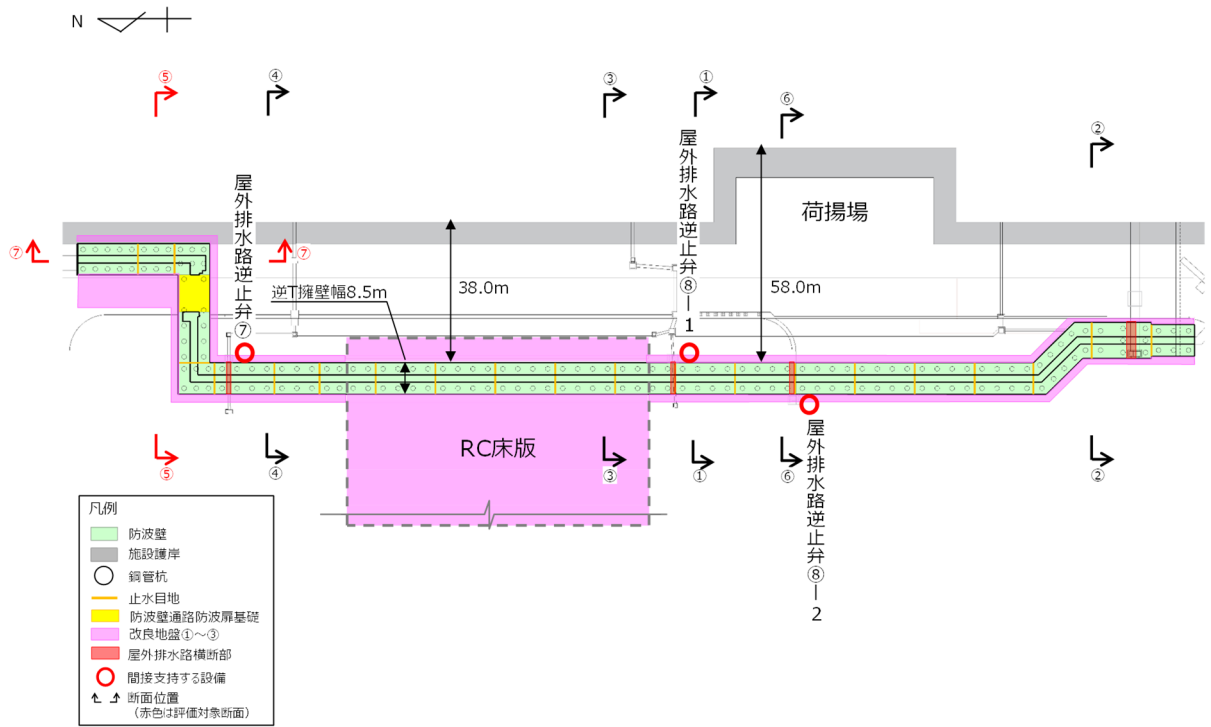 N
⑤
④
③
①
⑥
②
屋外排水路逆止弁⑦
屋外排水路逆止弁⑧－1
荷揚場
⑦
⑦
38.0m
58.0m
逆T擁壁幅8.5m
RC床版
屋外排水路逆止弁⑧－2
⑤
④
③
①
⑥
②
凡例
防波壁
施設護岸
鋼管杭
止水目地
防波壁通路防波扉基礎
改良地盤①～③
屋外排水路横断部
間接支持する設備
断面位置
（赤色は評価対象断面）